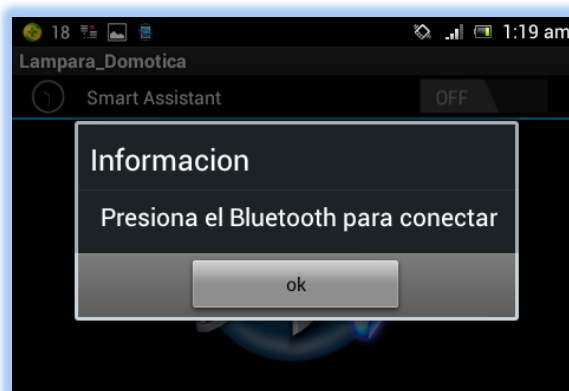 18 1:19 am
Lampara_Domotica
Smart Assistant OFF
Informacion
Presiona el Bluetooth para conectar
ok